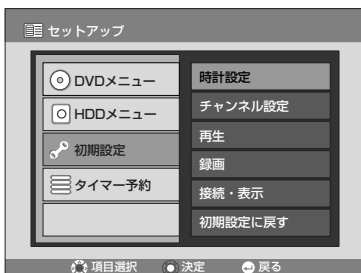 セットアップ
DVDメニュー
HDDメニュー
初期設定
タイマー予約
時計設定
チャンネル設定
再生
録画
接続・表示
初期設定に戻す
項目選択 決定 戻る